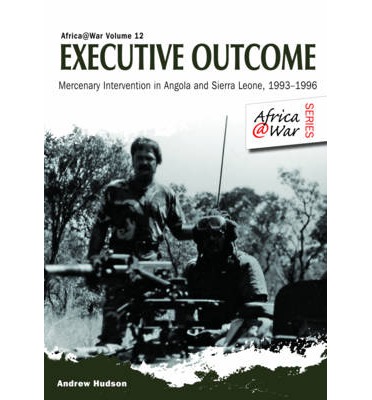 Africa@War Volume 12
EXECUTIVE OUTCOME
Mercenary Intervention in Angola and Sierra Leone, 1993–1996
Africa
@War
SERIES
Andrew Hudson